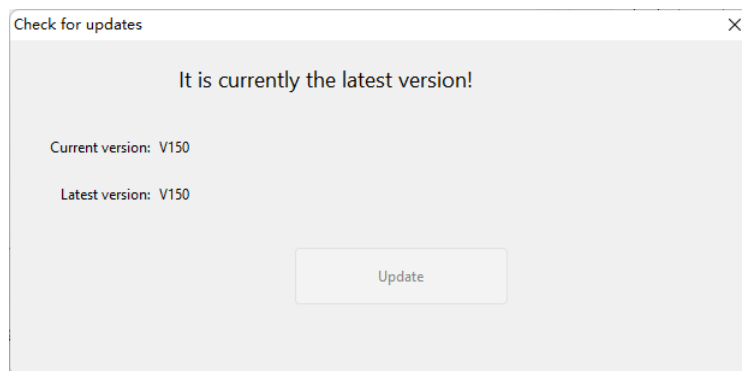 Check for updates
It is currently the latest version!
Current version: V150
Latest version: V150
Update